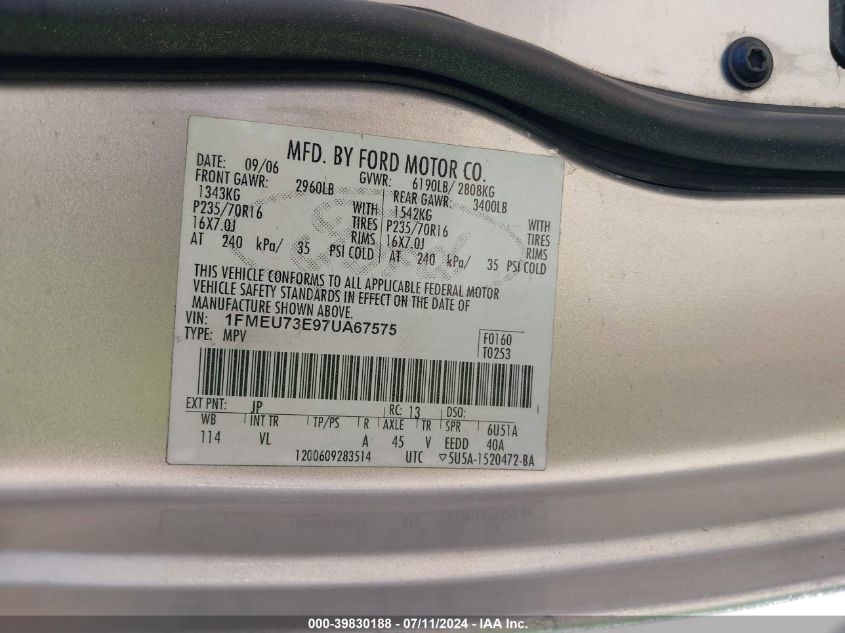 MFD. BY FORD MOTOR CO.
DATE: 09/06 GVWR: 6190LB/ 2808KG
FRONT GAWR: 2960LB REAR GAWR: 3400LB
1343KG WITH 1542KG WITH
P235/70R16 TIRES P235/70R16 TIRES
16X7.0J RIMS 16X7.0J RIMS
AT 240 kPa/ 35 PSI COLD AT 240 kPa/ 35 PSI COLD
THIS VEHICLE CONFORMS TO ALL APPLICABLE FEDERAL MOTOR
VEHICLE SAFETY STANDARDS IN EFFECT ON THE DATE OF
MANUFACTURE SHOWN ABOVE.
VIN: 1FMEU73E97UA67575 F0160
TYPE: MPV T0253
EXT PNT: JP RC: 13 DSO:
WB INT TR TP/PS R AXLE TR SPR 6U51A
114 VL A 45 V EEDD 40A
1200609283514 UTC ▽5U5A-1520472-BA
000-39830188 - 07/11/2024 - IAA Inc.